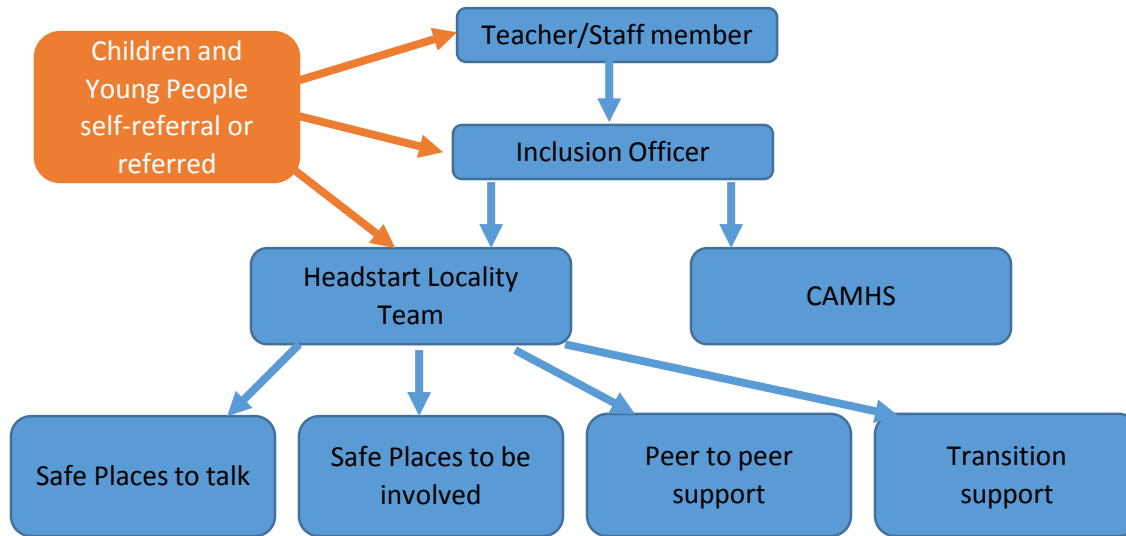 Children and
Young People
self-referral or
referred
Teacher/Staff member
Inclusion Officer
Headstart Locality
Team
CAMHS
Safe Places to talk
Safe Places to be
involved
Peer to peer
support
Transition
support